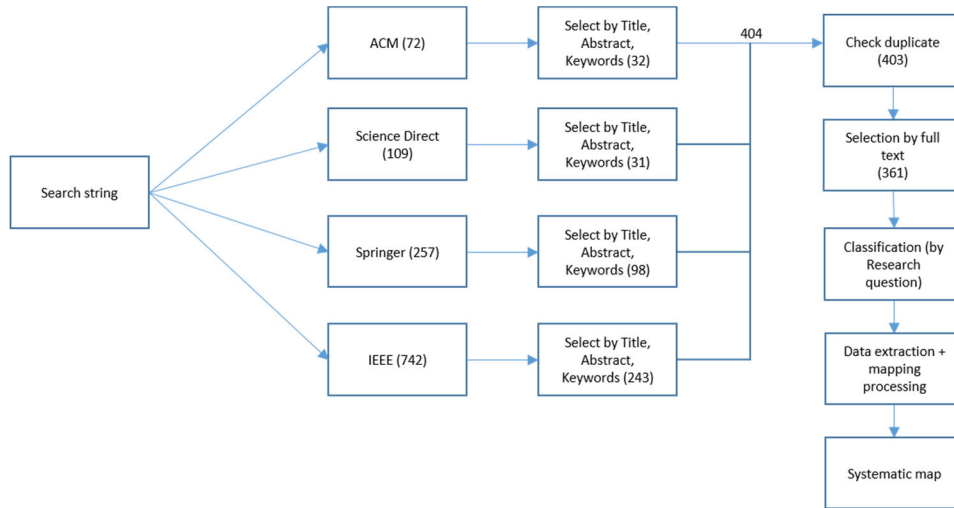 Search string
ACM (72)
Select by Title,
Abstract,
Keywords (32)
404
Check duplicate
(403)
Science Direct
(109)
Select by Title,
Abstract,
Keywords (31)
Selection by full
text
(361)
Springer (257)
Select by Title,
Abstract,
Keywords (98)
Classification (by
Research
question)
IEEE (742)
Select by Title,
Abstract,
Keywords (243)
Data extraction +
mapping
processing
Systematic map